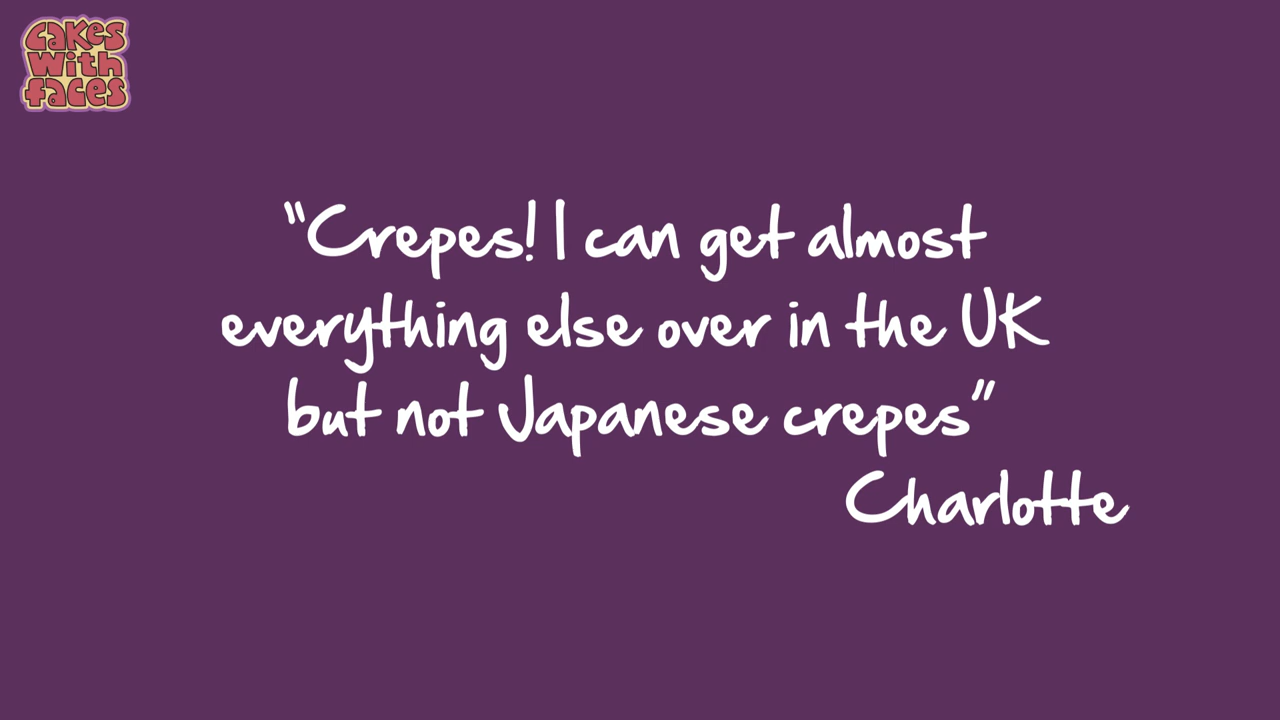 Cakes
With
faces
"Crepes! I can get almost
everything else over in the UK
but not Japanese crepes"
Charlotte